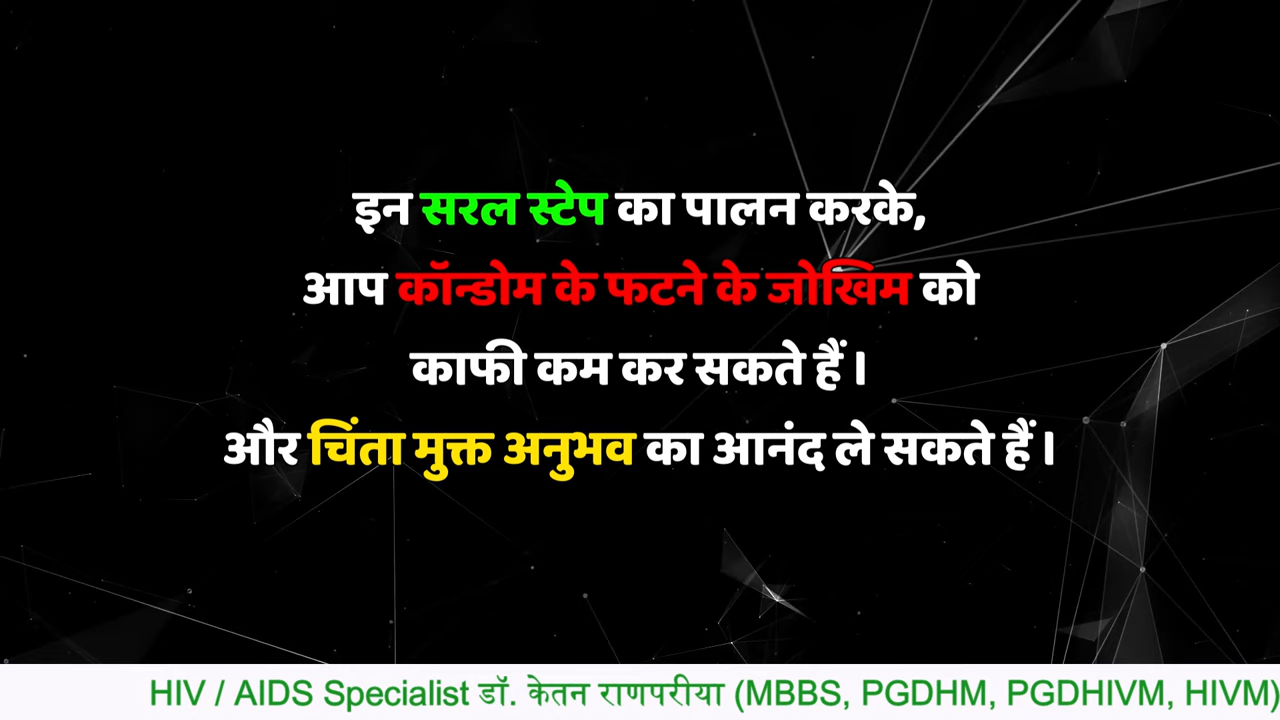 इन सरल स्टेप का पालन करके,
आप कॉन्डोम के फटने के जोखिम को
काफी कम कर सकते हैं।
और चिंता मुक्त अनुभव का आनंद ले सकते हैं।
HIV / AIDS Specialist डॉ. केतन राणपरीया (MBBS, PGDHM, PGDHIVM, HIVM)